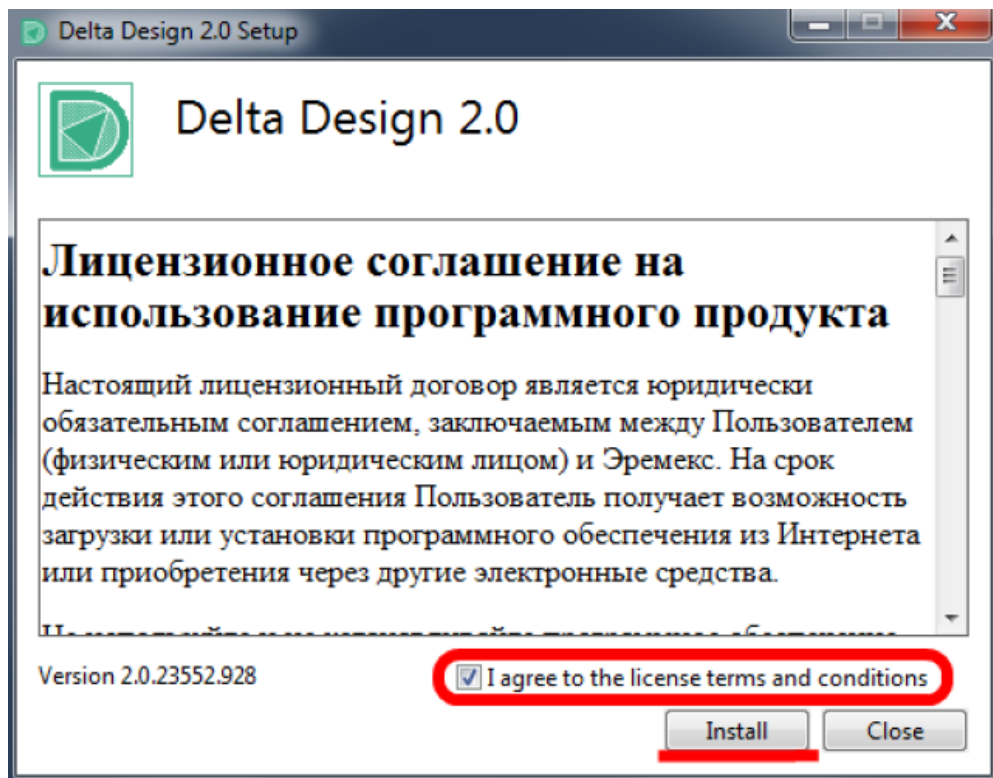 Delta Design 2.0 Setup
Delta Design 2.0
Лицензионное соглашение на
использование программного продукта
Настоящий лицензионный договор является юридически
обязательным соглашением, заключаемым между Пользователем
(физическим или юридическим лицом) и Эремекс. На срок
действия этого соглашения Пользователь получает возможность
загрузки или установки программного обеспечения из Интернета
или приобретения через другие электронные средства.
Version 2.0.23552.928
I agree to the license terms and conditions
Install
Close